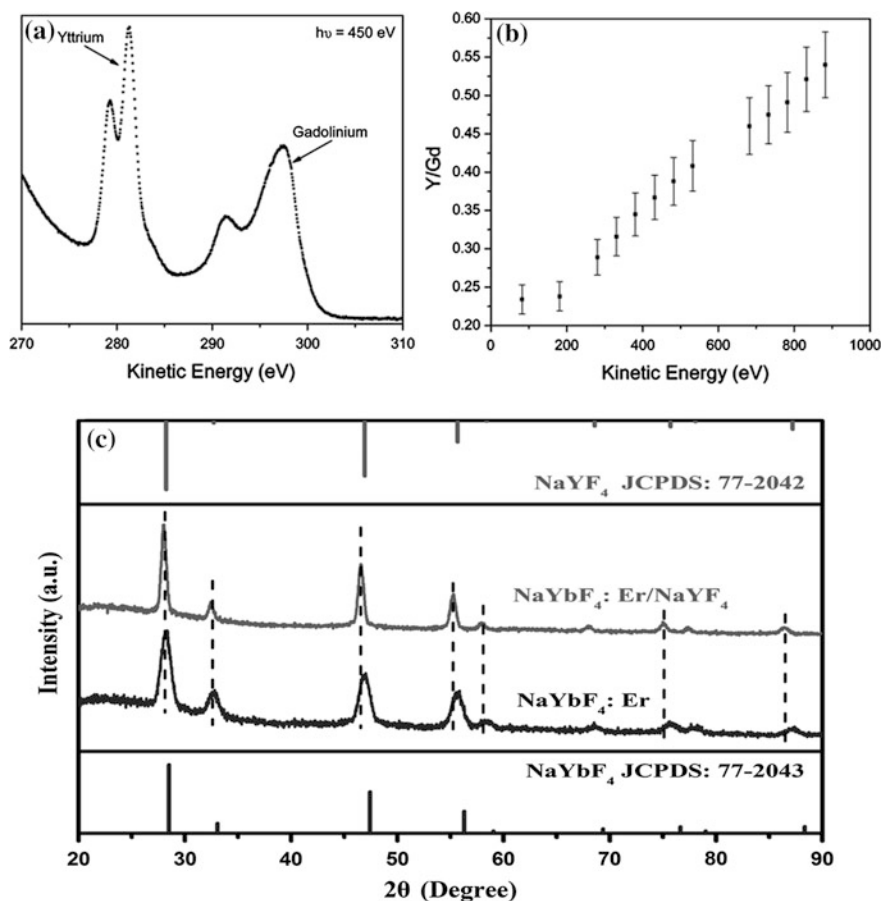 (a)
hυ = 450 eV
Yttrium
Gadolinium
270 280 290 300 310
Kinetic Energy (eV)
(b)
0.60
0.55
0.50
0.45
0.40
0.35
0.30
0.25
0.20
Y/Gd
0 200 400 600 800 1000
Kinetic Energy (eV)
(c)
NaYF₄ JCPDS: 77-2042
NaYbF₄: Er/NaYF₄
NaYbF₄: Er
NaYbF₄ JCPDS: 77-2043
Intensity (a.u.)
20 30 40 50 60 70 80 90
2θ (Degree)